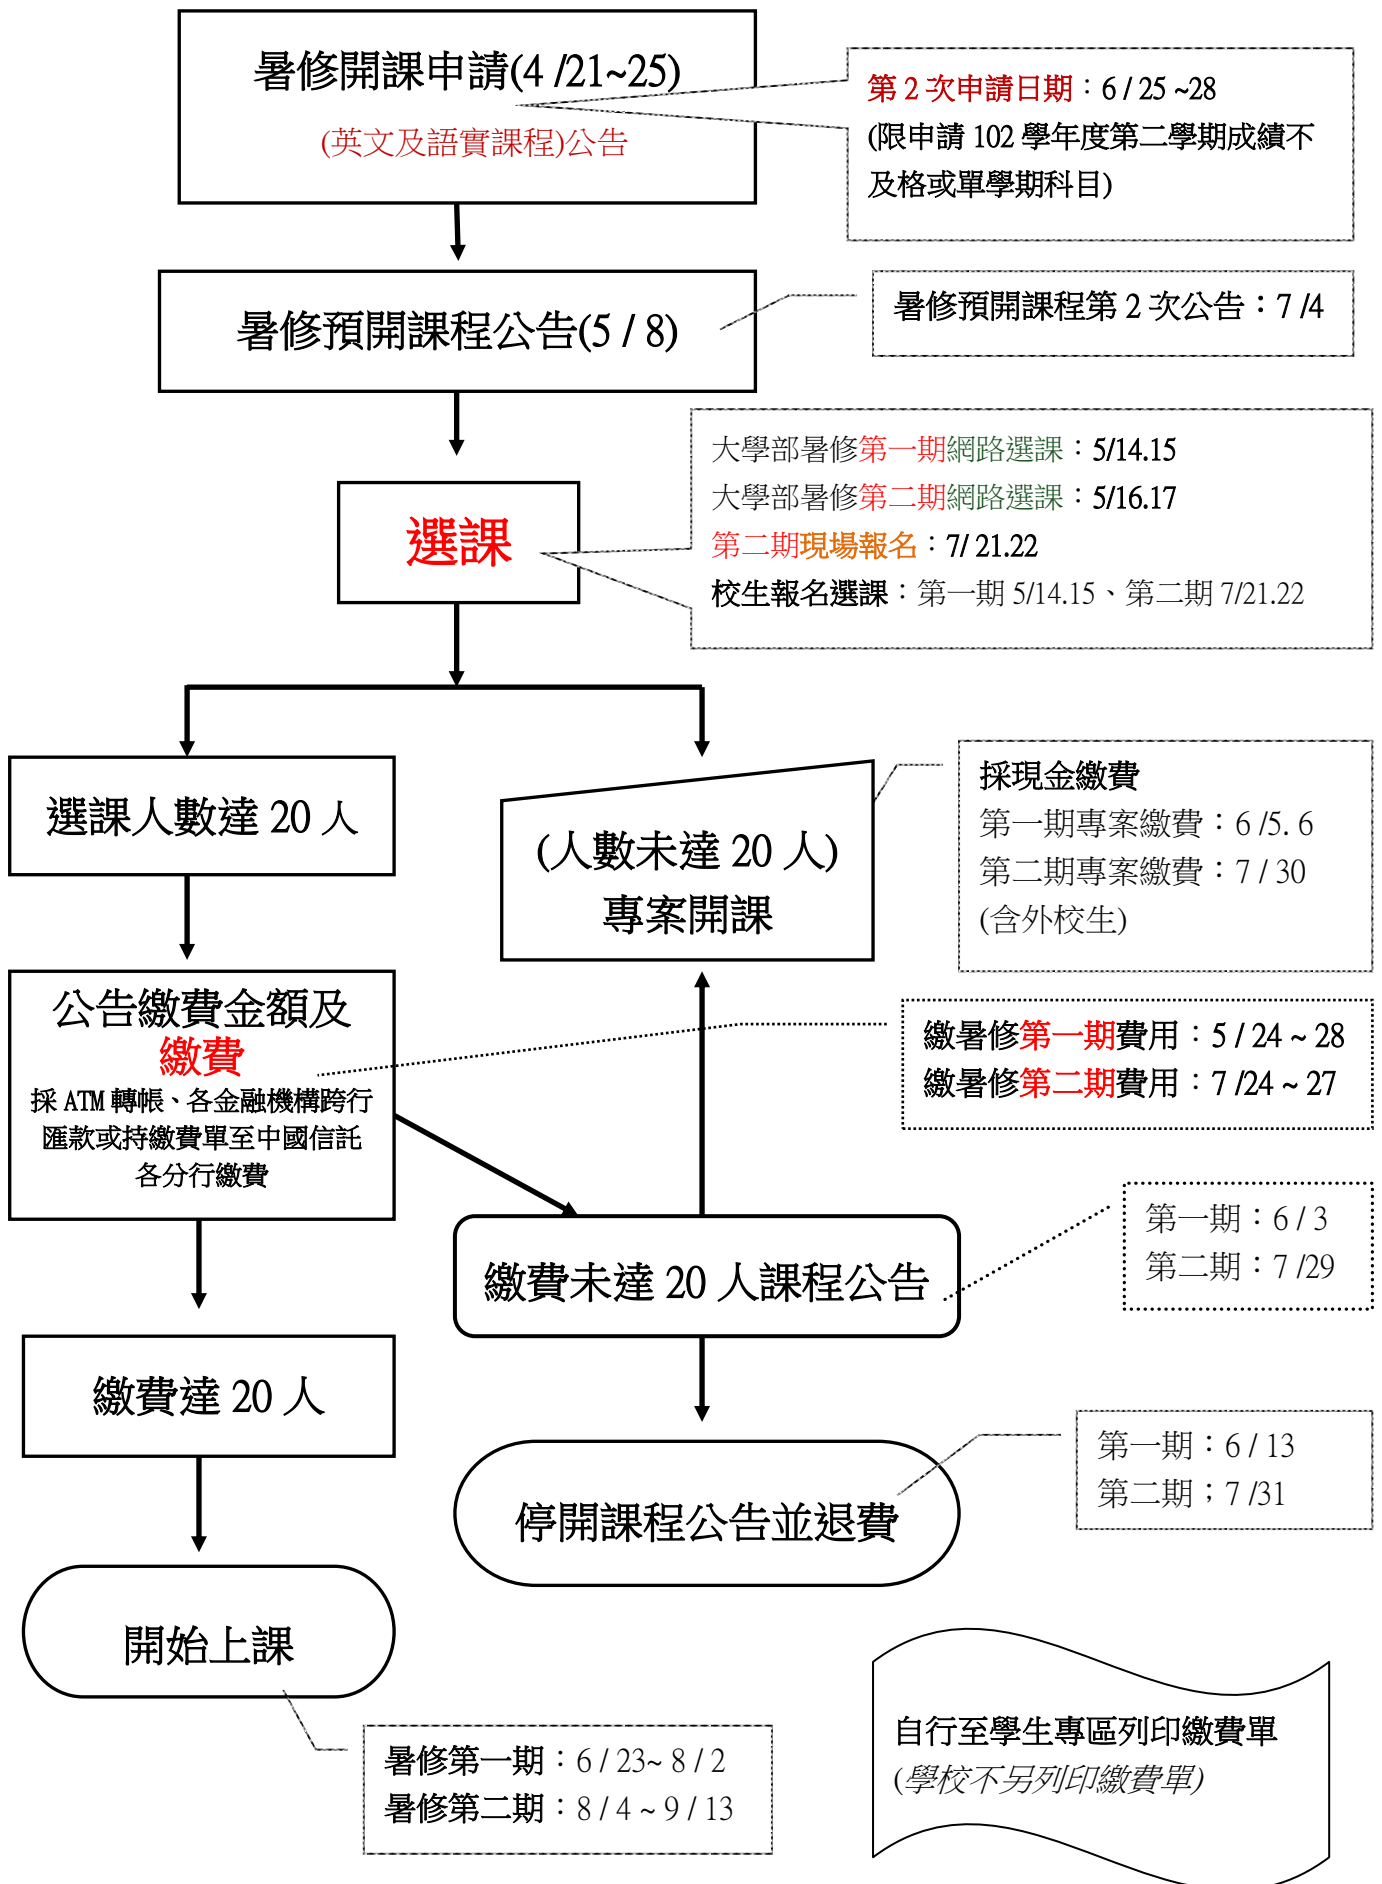 暑修開課申請(4 /21~25)
(英文及語實課程)公告
第 2 次申請日期：6 / 25 ~28
(限申請 102 學年度第二學期成績不
及格或單學期科目)
暑修預開課程公告(5 / 8)
暑修預開課程第 2 次公告：7 /4
選課
大學部暑修第一期網路選課：5/14.15
大學部暑修第二期網路選課：5/16.17
第二期現場報名：7/ 21.22
校生報名選課：第一期 5/14.15、第二期 7/21.22
選課人數達 20 人
(人數未達 20 人)
專案開課
採現金繳費
第一期專案繳費：6 /5. 6
第二期專案繳費：7 / 30
(含外校生)
公告繳費金額及
繳費
採 ATM 轉帳、各金融機構跨行
匯款或持繳費單至中國信託
各分行繳費
繳暑修第一期費用：5 / 24 ~ 28
繳暑修第二期費用：7 /24 ~ 27
繳費未達 20 人課程公告
第一期：6 / 3
第二期：7 /29
繳費達 20 人
停開課程公告並退費
第一期：6 / 13
第二期；7 /31
開始上課
暑修第一期：6 / 23~ 8 / 2
暑修第二期：8 / 4 ~ 9 / 13
自行至學生專區列印繳費單
(學校不另列印繳費單)